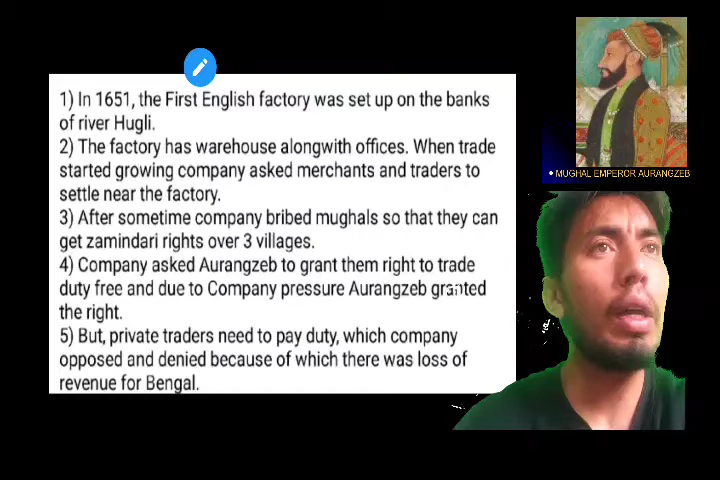 1) In 1651, the First English factory was set up on the banks
of river Hugli.
2) The factory has warehouse alongwith offices. When trade
started growing company asked merchants and traders to
settle near the factory.
3) After sometime company bribed mughals so that they can
get zamindari rights over 3 villages.
4) Company asked Aurangzeb to grant them right to trade
duty free and due to Company pressure Aurangzeb granted
the right.
5) But, private traders need to pay duty, which company
opposed and denied because of which there was loss of
revenue for Bengal.
• MUGHAL EMPEROR AURANGZEB